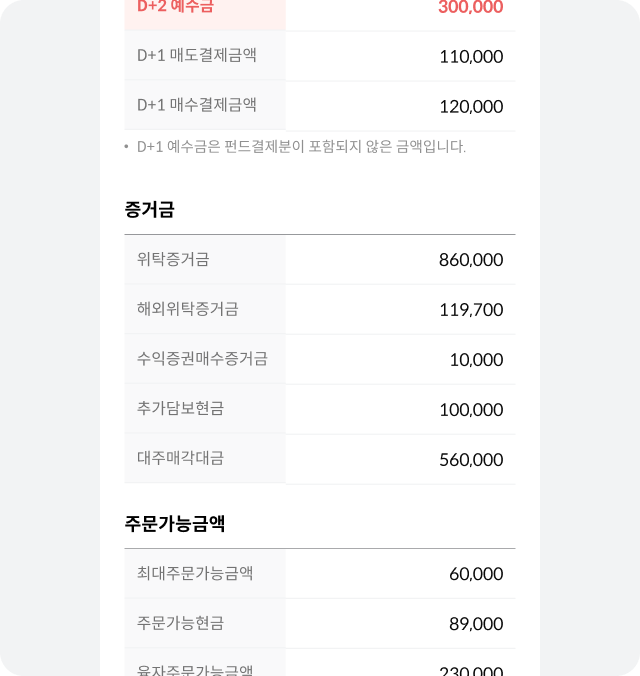 D+2 예수금 300,000
D+1 매도결제금액 110,000
D+1 매수결제금액 120,000
• D+1 예수금은 펀드결제분이 포함되지 않은 금액입니다.
증거금
위탁증거금 860,000
해외위탁증거금 119,700
수익증권매수증거금 10,000
추가담보현금 100,000
대주매각대금 560,000
주문가능금액
최대주문가능금액 60,000
주문가능현금 89,000
융자주문가능금액 230,000